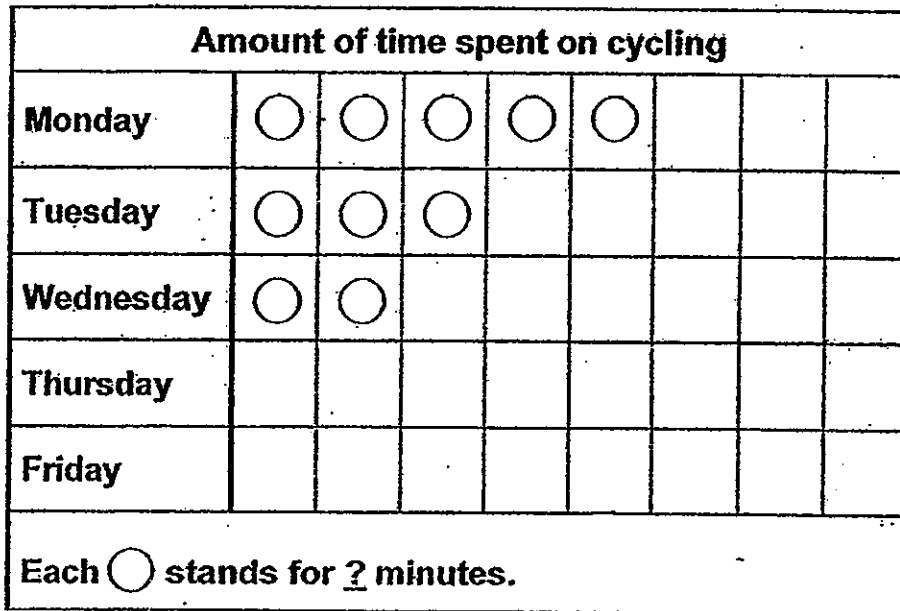 Amount of time spent on cycling
Monday
Tuesday
Wednesday
Thursday
Friday
Each ◯ stands for ? minutes.